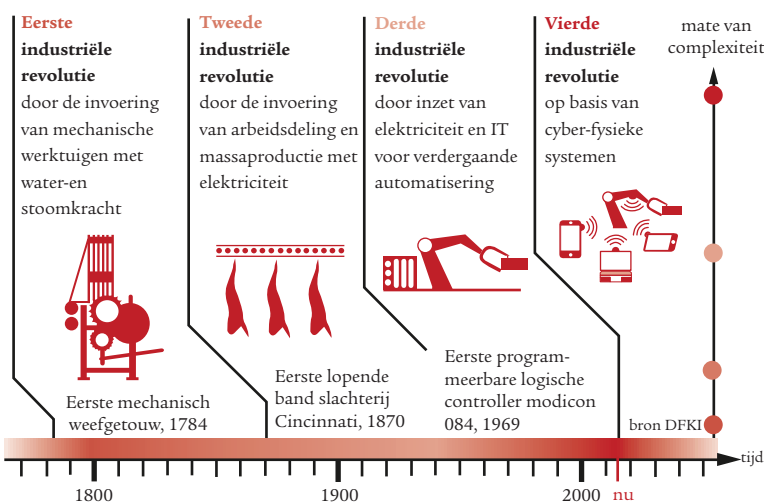 Eerste
industriële
revolutie
door de invoering
van mechanische
werktuigen met
water-en
stoomkracht
Tweede
industriële
revolutie
door de invoering
van arbeidsdeling en
massaproductie met
elektriciteit
Derde
industriële
revolutie
door inzet van
elektriciteit en IT
voor verdergaande
automatisering
Vierde
industriële
revolutie
op basis van
cyber-fysieke
systemen
mate van
complexiteit
Eerste mechanisch
weefgetouw, 1784
Eerste lopende
band slachterij
Cincinnati, 1870
Eerste program-
meerbare logische
controller modicon
084, 1969
bron DFKI
tijd
1800
1900
2000
nu